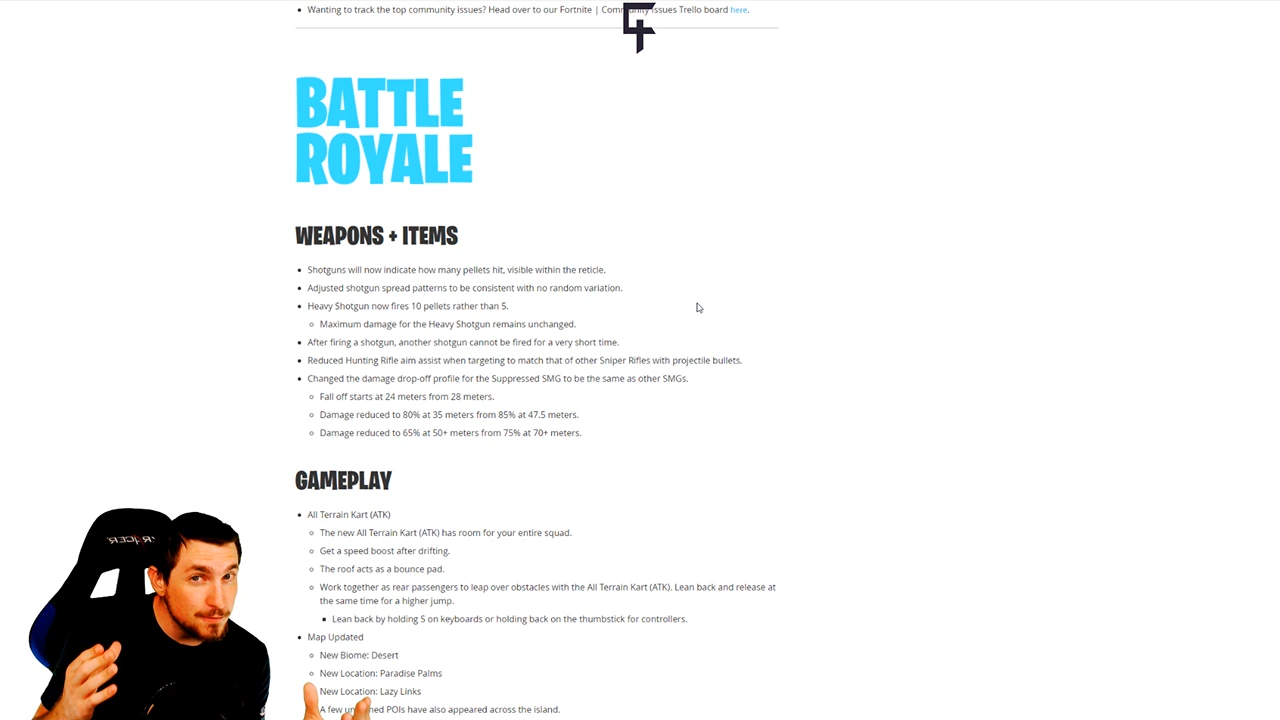 Wanting to track the top community issues? Head over to our Fortnite | Community Issues Trello board here.
BATTLE
ROYALE
WEAPONS + ITEMS
Shotguns will now indicate how many pellets hit, visible within the reticle.
Adjusted shotgun spread patterns to be consistent with no random variation.
Heavy Shotgun now fires 10 pellets rather than 5.
Maximum damage for the Heavy Shotgun remains unchanged.
After firing a shotgun, another shotgun cannot be fired for a very short time.
Reduced Hunting Rifle aim assist when targeting to match that of other Sniper Rifles with projectile bullets.
Changed the damage drop-off profile for the Suppressed SMG to be the same as other SMGs.
Fall off starts at 24 meters from 28 meters.
Damage reduced to 80% at 35 meters from 85% at 47.5 meters.
Damage reduced to 65% at 50+ meters from 75% at 70+ meters.
GAMEPLAY
All Terrain Kart (ATK)
The new All Terrain Kart (ATK) has room for your entire squad.
Get a speed boost after drifting.
The roof acts as a bounce pad.
Work together as rear passengers to leap over obstacles with the All Terrain Kart (ATK). Lean back and release at
the same time for a higher jump.
Lean back by holding S on keyboards or holding back on the thumbstick for controllers.
Map Updated
New Biome: Desert
New Location: Paradise Palms
New Location: Lazy Links
A few POIs have also appeared across the island.